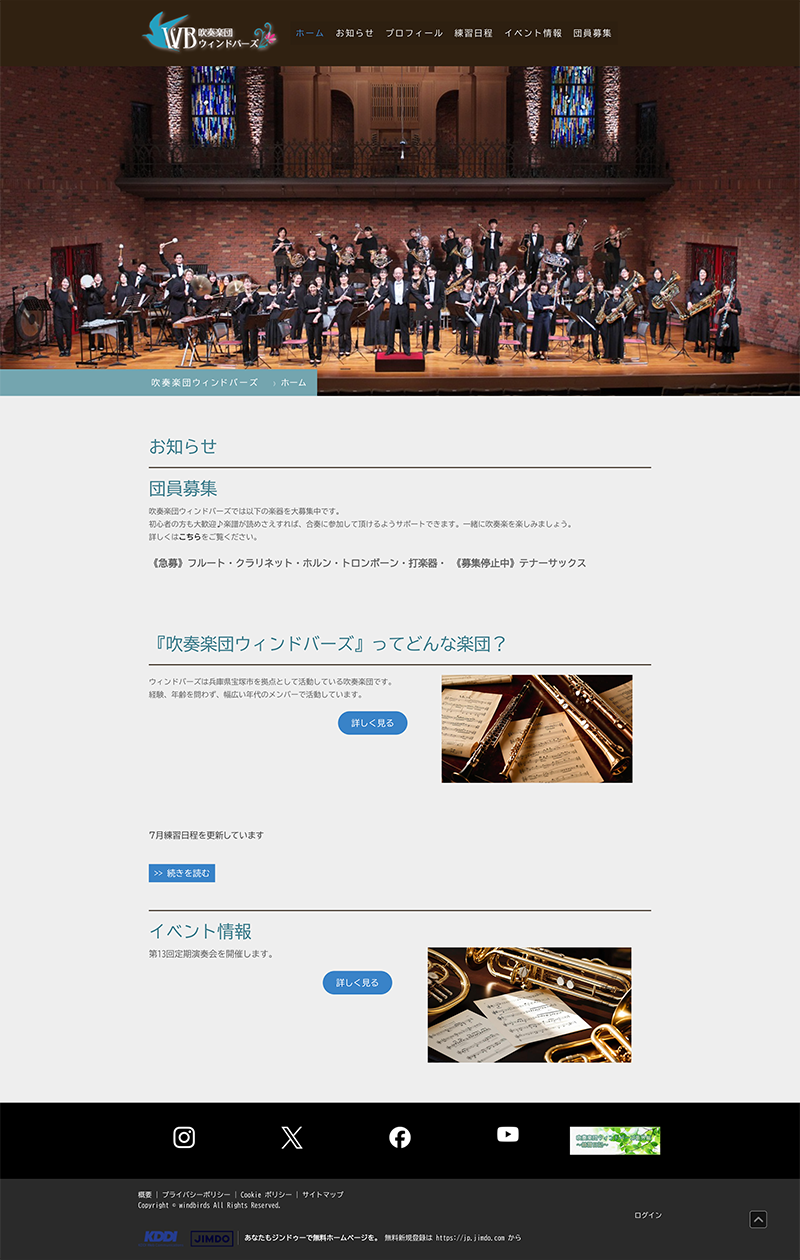 WB 吹奏楽団
ウィンドバーズ
ホーム お知らせ プロフィール 練習日程 イベント情報 団員募集
吹奏楽団ウィンドバーズ ホーム
お知らせ
団員募集
吹奏楽団ウィンドバーズでは以下の楽器を大募集中です。
初心者の方も大歓迎♪楽譜が読めさえすれば、合奏に参加して頂けるようサポートできます。一緒に吹奏楽を楽しみましょう。
詳しくはこちらをご覧ください。
《急募》フルート・クラリネット・ホルン・トロンボーン・打楽器・ 《募集停止中》テナーサックス
『吹奏楽団ウィンドバーズ』ってどんな楽団？
ウィンドバーズは兵庫県宝塚市を拠点として活動している吹奏楽団です。
経験、年齢を問わず、幅広い年代のメンバーで活動しています。
詳しく見る
7月練習日程を更新しています
>> 続きを読む
イベント情報
第13回定期演奏会を開催します。
詳しく見る
概要 | プライバシーポリシー | Cookie ポリシー | サイトマップ
Copyright © windbirds All Rights Reserved.
ログイン
KDDI JIMDO あなたもジンドゥーで無料ホームページを。 無料新規登録は https://jp.jimdo.com から